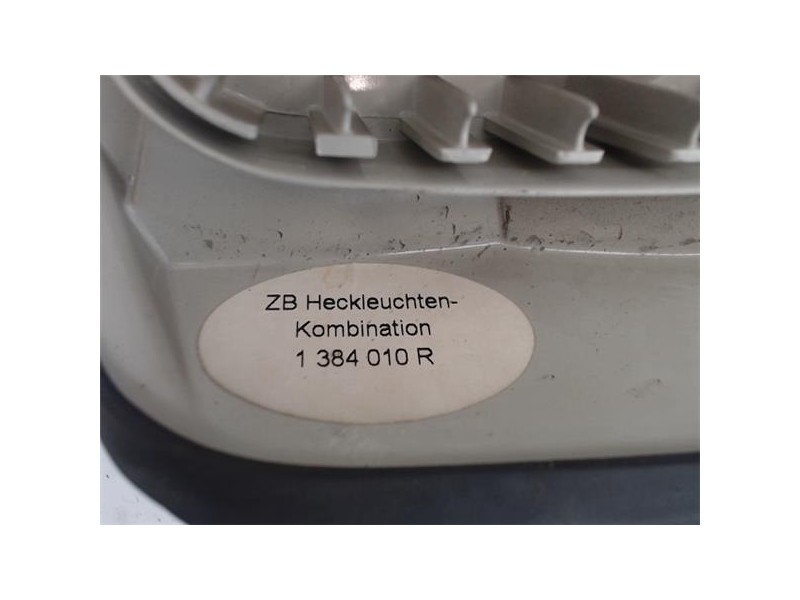 ZB Heckleuchten-
Kombination
1 384 010 R